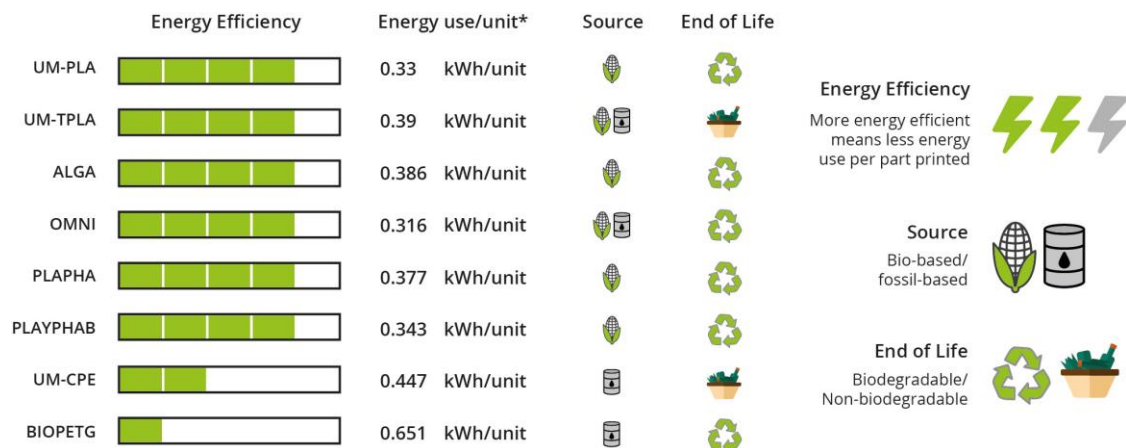 Energy Efficiency Energy use/unit* Source End of Life
UM-PLA 0.33 kWh/unit
UM-TPLA 0.39 kWh/unit
ALGA 0.386 kWh/unit
OMNI 0.316 kWh/unit
PLAPHA 0.377 kWh/unit
PLAYPHAB 0.343 kWh/unit
UM-CPE 0.447 kWh/unit
BIOPETG 0.651 kWh/unit
Energy Efficiency
More energy efficient
means less energy
use per part printed
Source
Bio-based/
fossil-based
End of Life
Biodegradable/
Non-biodegradable